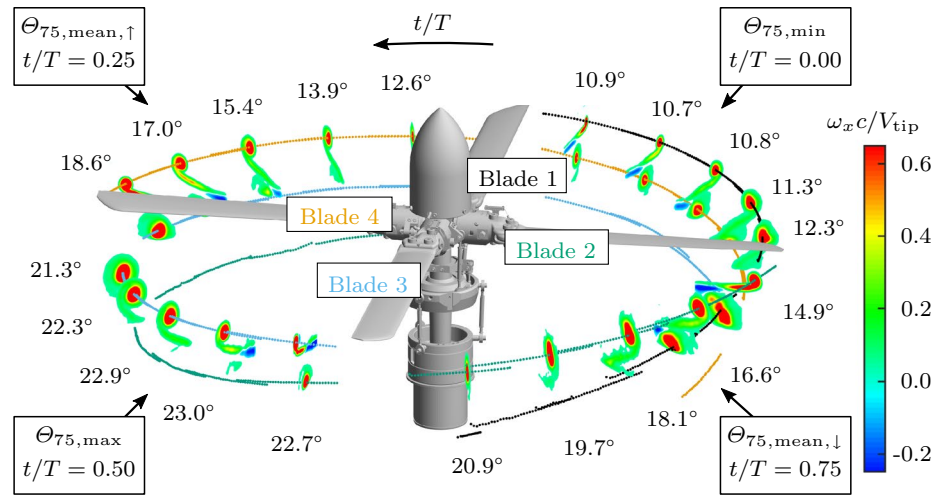 Θ75,mean,↑
t/T = 0.25
t/T
Θ75,min
t/T = 0.00
12.6°
13.9°
15.4°
17.0°
18.6°
10.9°
10.7°
10.8°
11.3°
12.3°
ωxc/Vtip
0.6
0.4
0.2
0.0
-0.2
Blade 1
Blade 4
Blade 2
Blade 3
21.3°
22.3°
22.9°
23.0°
22.7°
20.9°
19.7°
18.1°
16.6°
14.9°
Θ75,max
t/T = 0.50
Θ75,mean,↓
t/T = 0.75